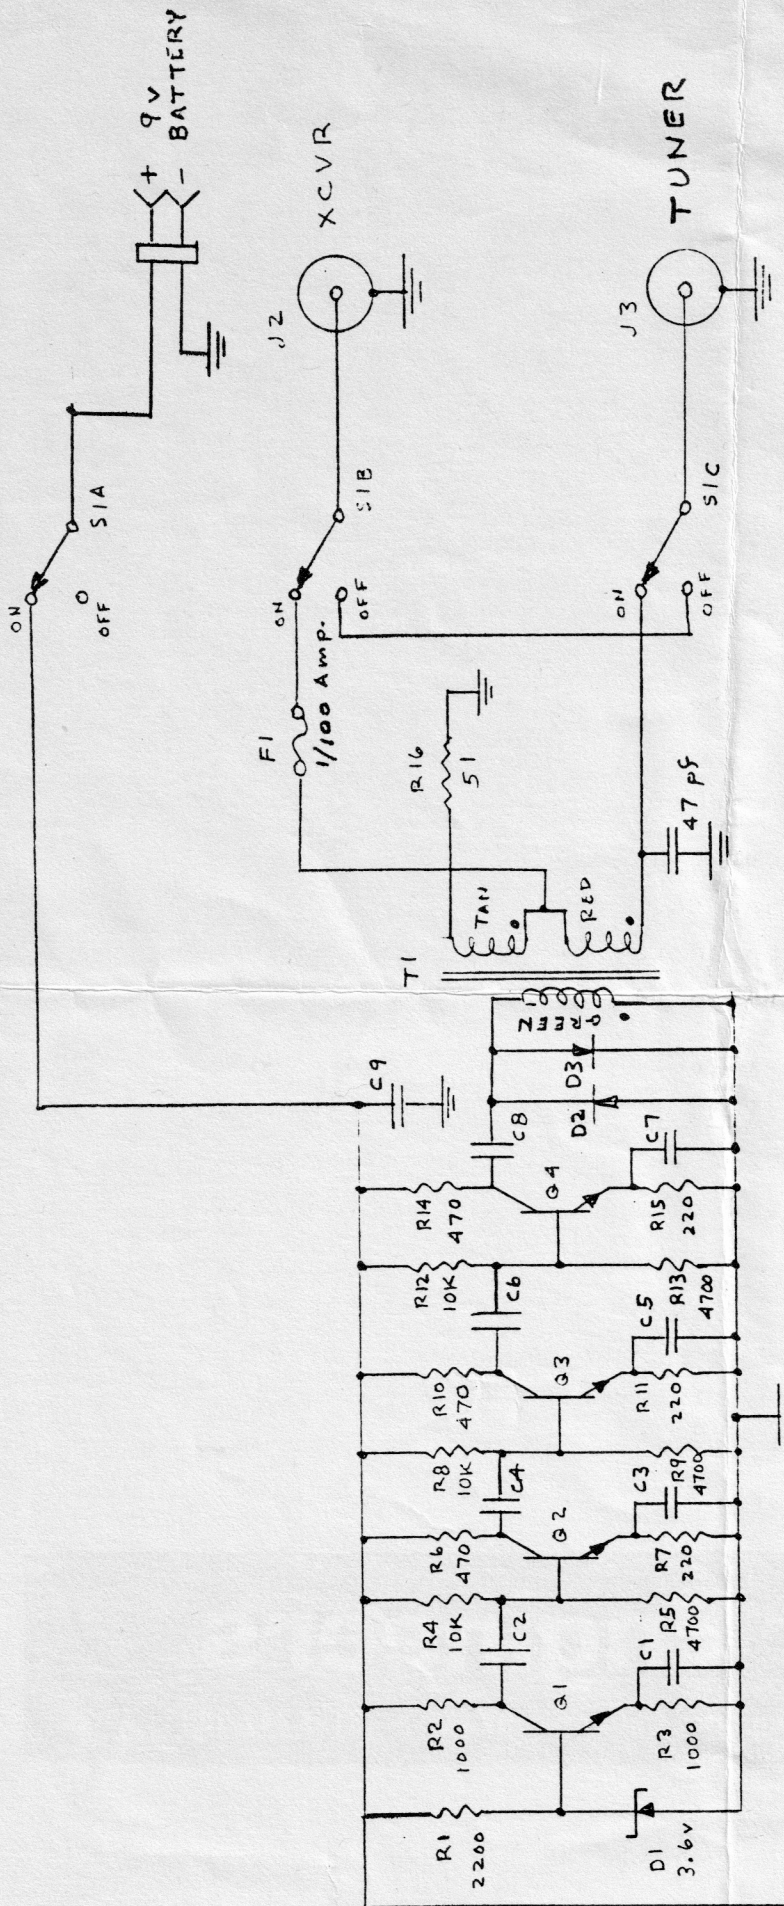 +
9 V
BATTERY
-
S1A
ON
OFF
J2
XCVR
S1B
ON
OFF
F1
1/100 Amp.
R16
51
J3
TUNER
S1C
ON
OFF
47 pf
T1
TAN
RED
GREEN
C9
D3
D2
C8
R14
470
Q4
C7
R15
220
R12
10K
C6
R13
4700
R10
470
Q3
C5
R11
220
R8
10K
C4
R9
4700
R6
470
Q2
C3
R7
220
R4
10K
C2
R5
4700
R2
1000
Q1
C1
R3
1000
R1
2200
D1
3.6V